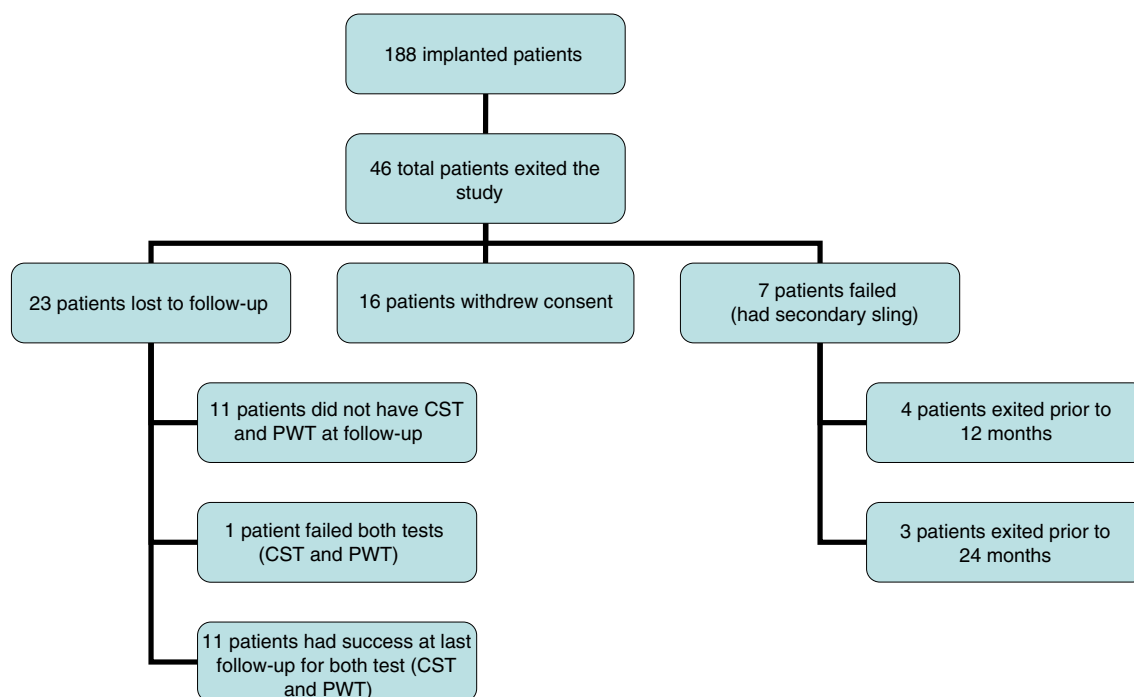 188 implanted patients
46 total patients exited the
study
23 patients lost to follow-up
16 patients withdrew consent
7 patients failed
(had secondary sling)
11 patients did not have CST
and PWT at follow-up
4 patients exited prior to
12 months
1 patient failed both tests
(CST and PWT)
3 patients exited prior to
24 months
11 patients had success at last
follow-up for both test (CST
and PWT)